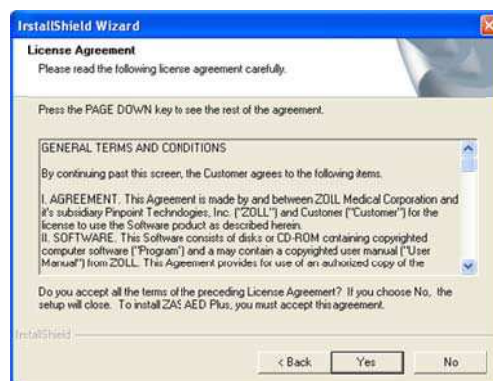 InstallShield Wizard
License Agreement
Please read the following license agreement carefully.
Press the PAGE DOWN key to see the rest of the agreement.
GENERAL TERMS AND CONDITIONS
By continuing past this screen, the Customer agrees to the following items.
I. AGREEMENT. This Agreement is made by and between ZOLL Medical Corporation and
it's subsidiary Pinpoint Technologies, Inc. ("ZOLL") and Customer ("Customer") for the
license to use the Software product as described herein.
II. SOFTWARE. This Software consists of disks or CD-ROM containing copyrighted
computer software ("Program") and a may contain a copyrighted user manual ("User
Manual") from ZOLL. This Agreement provides for use of an authorized copy of the
Do you accept all the terms of the preceding License Agreement? If you choose No, the
setup will close. To install ZAS AED Plus, you must accept this agreement.
InstallShield
< Back Yes No